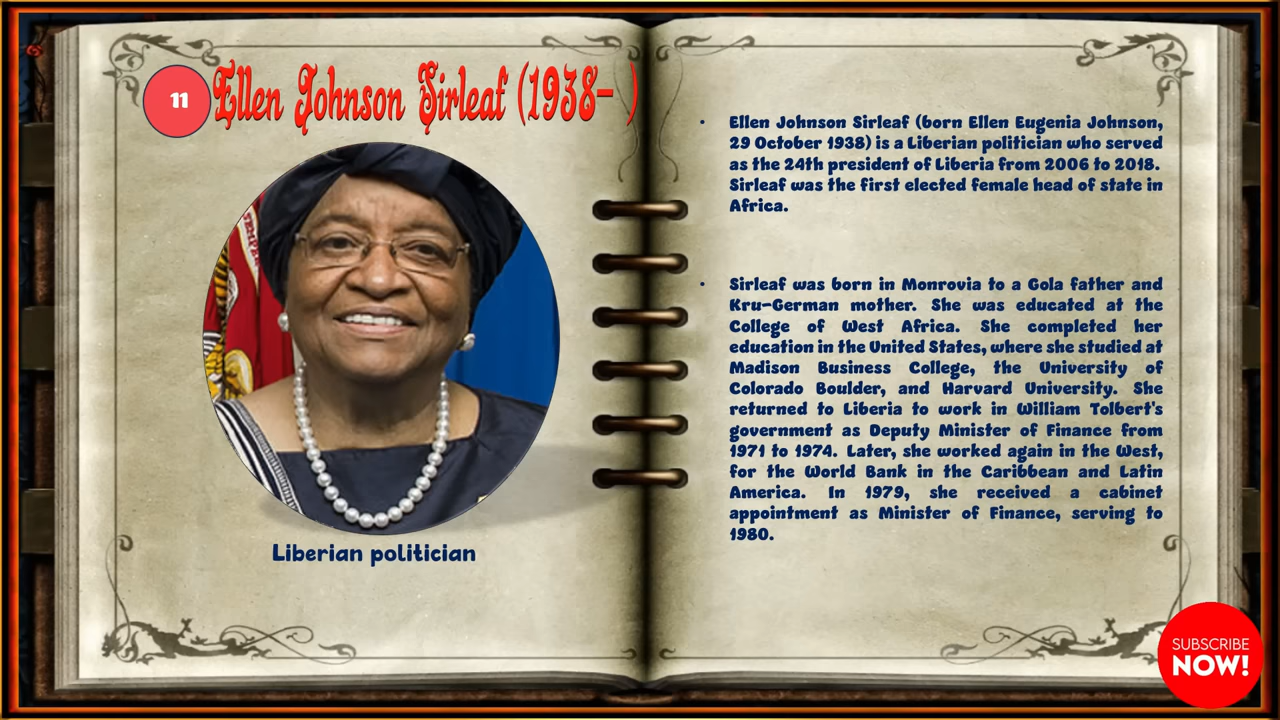 11
Ellen Johnson Sirleaf (1938- )
Liberian politician
• Ellen Johnson Sirleaf (born Ellen Eugenia Johnson,
29 October 1938) is a Liberian politician who served
as the 24th president of Liberia from 2006 to 2018.
Sirleaf was the first elected female head of state in
Africa.
• Sirleaf was born in Monrovia to a Gola father and
Kru-German mother. She was educated at the
College of West Africa. She completed her
education in the United States, where she studied at
Madison Business College, the University of
Colorado Boulder, and Harvard University. She
returned to Liberia to work in William Tolbert's
government as Deputy Minister of Finance from
1971 to 1974. Later, she worked again in the West,
for the World Bank in the Caribbean and Latin
America. In 1979, she received a cabinet
appointment as Minister of Finance, serving to
1980.
SUBSCRIBE
NOW!